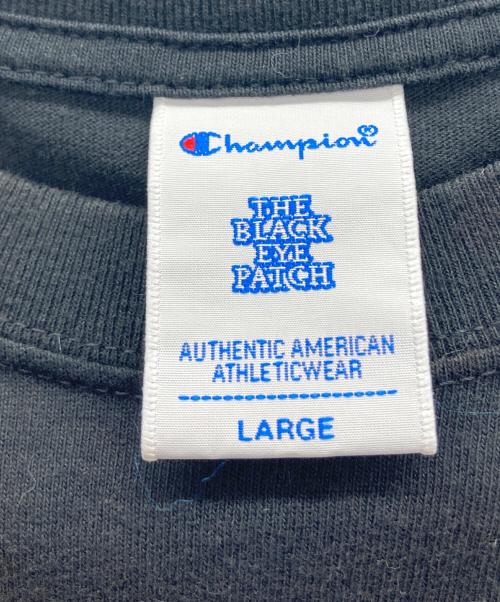 Champion
THE
BLACK
EYE
PATCH
AUTHENTIC AMERICAN
ATHLETICWEAR
LARGE